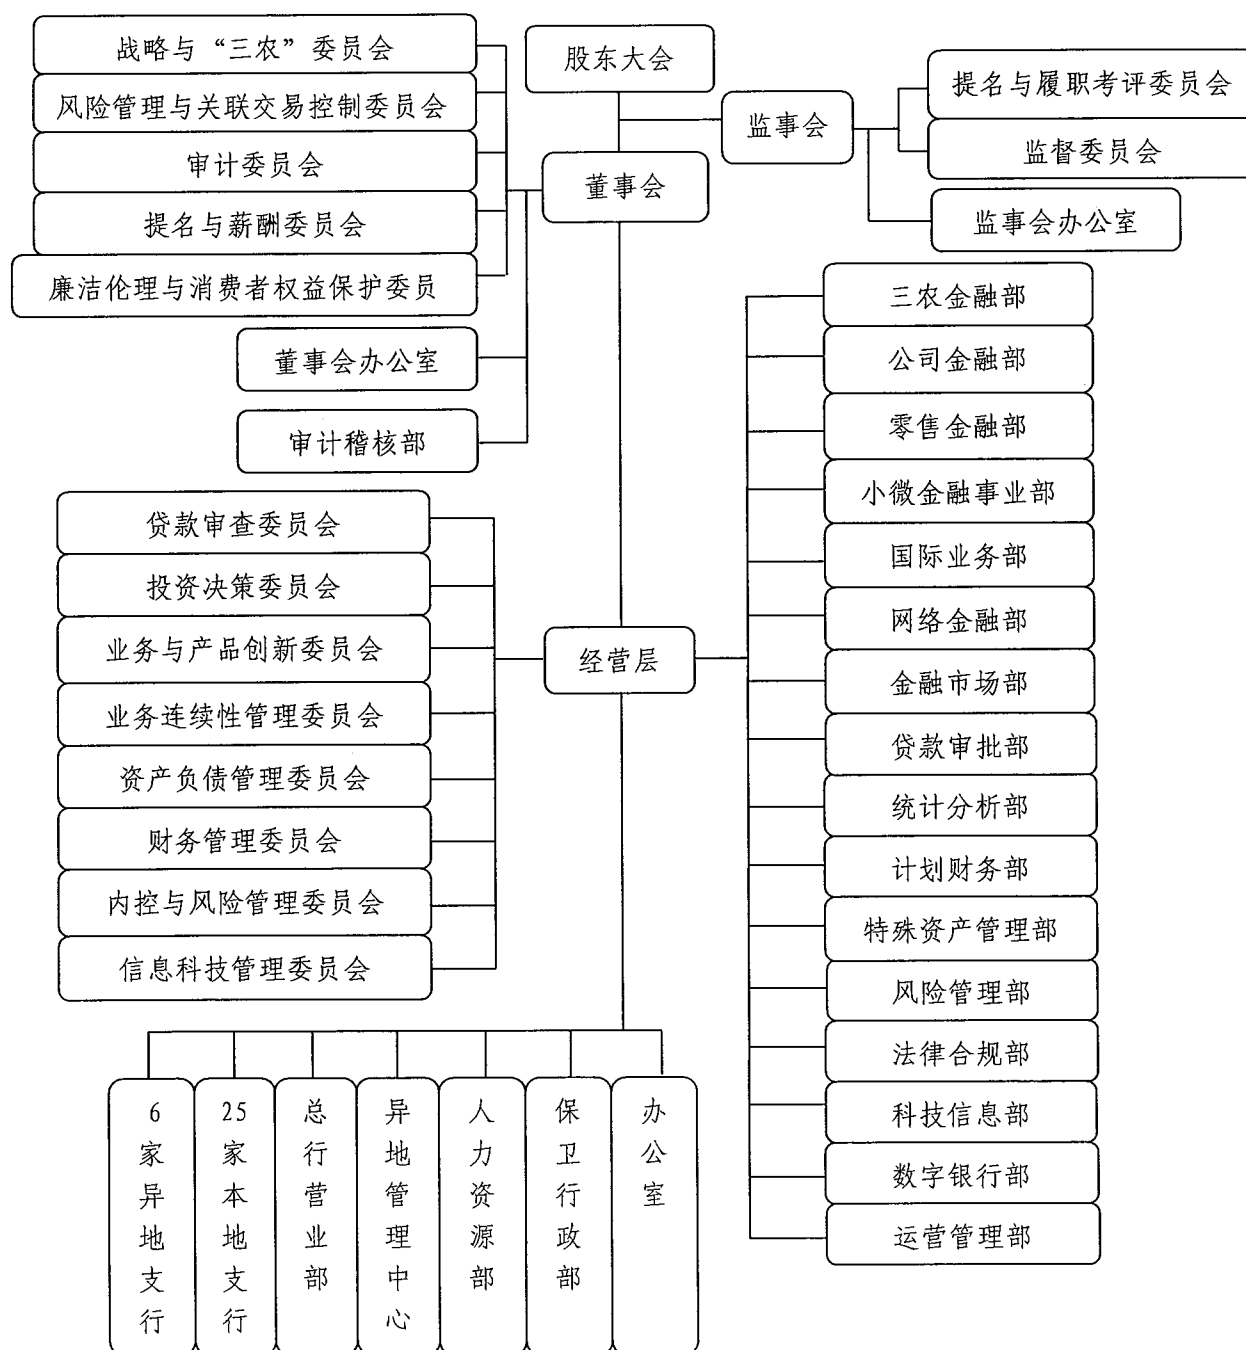 股东大会
监事会
提名与履职考评委员会
监督委员会
监事会办公室
董事会
战略与“三农”委员会
风险管理与关联交易控制委员会
审计委员会
提名与薪酬委员会
廉洁伦理与消费者权益保护委员
董事会办公室
审计稽核部
经营层
贷款审查委员会
投资决策委员会
业务与产品创新委员会
业务连续性管理委员会
资产负债管理委员会
财务管理委员会
内控与风险管理委员会
信息科技管理委员会
三农金融部
公司金融部
零售金融部
小微金融事业部
国际业务部
网络金融部
金融市场部
贷款审批部
统计分析部
计划财务部
特殊资产管理部
风险管理部
法律合规部
科技信息部
数字银行部
运营管理部
6家异地支行
25家本地支行
总行营业部
异地管理中心
人力资源部
保卫行政部
办公室